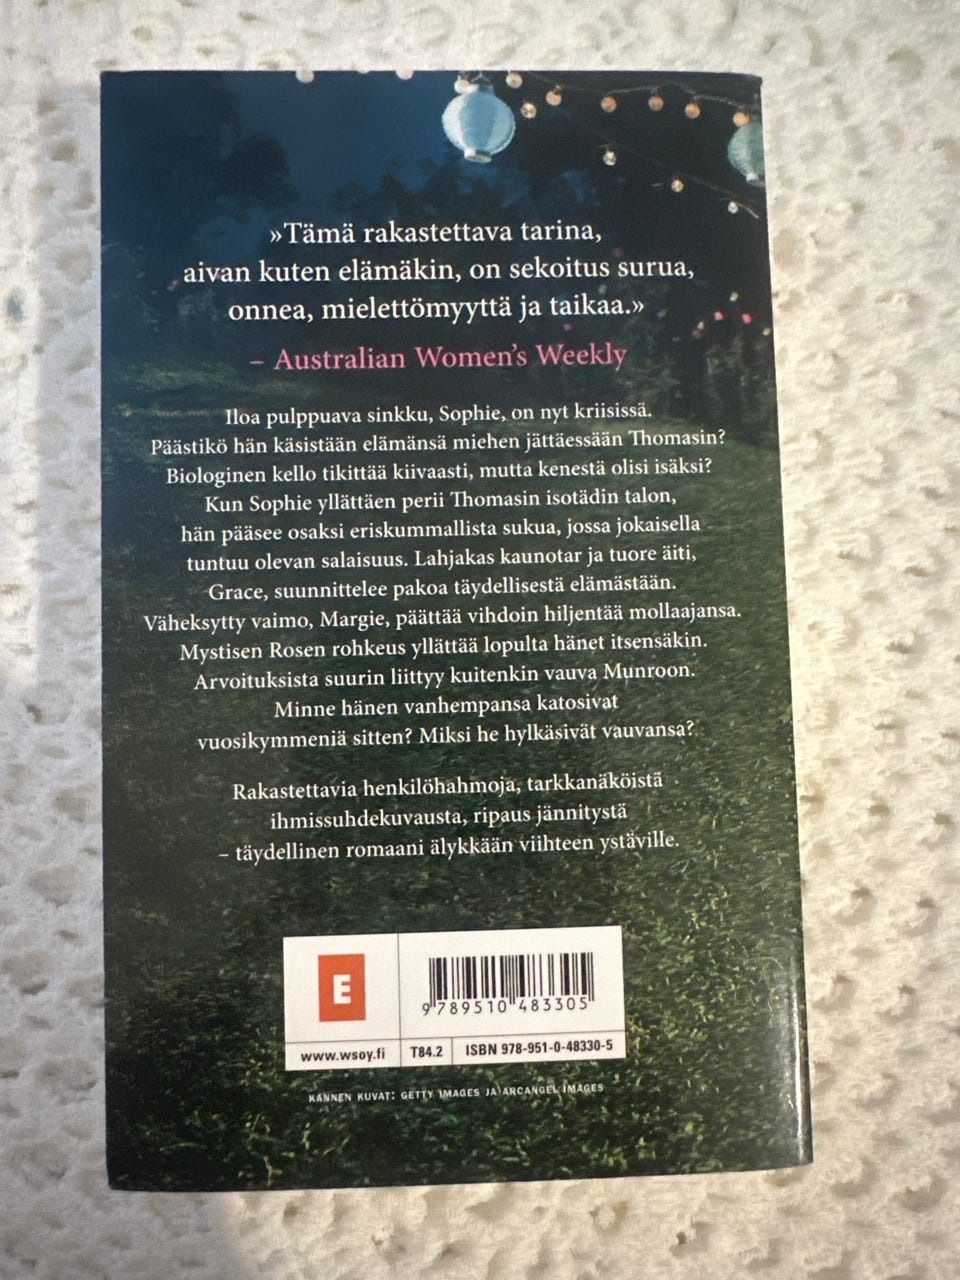 »Tämä rakastettava tarina,
aivan kuten elämäkin, on sekoitus surua,
onnea, mielettömyyttä ja taikaa.»
– Australian Women's Weekly
Iloa pulppuava sinkku, Sophie, on nyt kriisissä.
Päästikö hän käsistään elämänsä miehen jättäessään Thomasin?
Biologinen kello tikittää kiivaasti, mutta kenestä olisi isäksi?
Kun Sophie yllättäen perii Thomasin isotädin talon,
hän pääsee osaksi eriskummallista sukua, jossa jokaisella
tuntuu olevan salaisuus. Lahjakas kaunotar ja tuore äiti,
Grace, suunnittelee pakoa täydellisestä elämästään.
Väheksytty vaimo, Margie, päättää vihdoin hiljentää mollaajansa.
Mystisen Rosen rohkeus yllättää lopulta hänet itsensäkin.
Arvoituksista suurin liittyy kuitenkin vauva Munroon.
Minne hänen vanhempansa katosivat
vuosikymmeniä sitten? Miksi he hylkäsivät vauvansa?
Rakastettavia henkilöhahmoja, tarkkanäköistä
ihmissuhdekuvausta, ripaus jännitystä
– täydellinen romaani älykkään viihteen ystäville.
E
9 789510 483305
www.wsoy.fi T84.2 ISBN 978-951-0-48330-5
KANNEN KUVAT: GETTY IMAGES JA ARCANGEL IMAGES